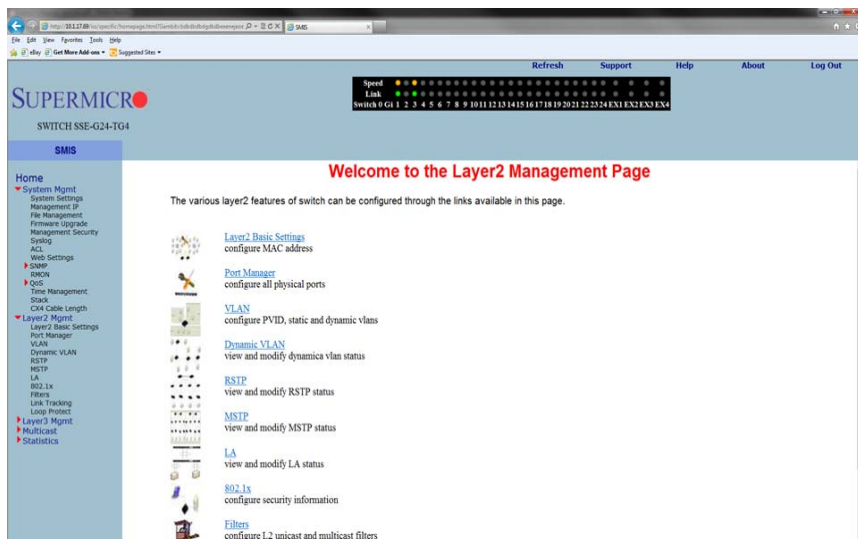 SMIS
File Edit View Favorites Tools Help
eBay Get More Add-ons Suggested Sites
Refresh Support Help About Log Out
SUPERMICRO
SWITCH SSE-G24-TG4
Speed
Link
Switch 0 Gi 1 2 3 4 5 6 7 8 9 10 11 12 13 14 15 16 17 18 19 20 21 22 23 24 EX1 EX2 EX3 EX4
SMIS
Home
System Mgmt
System Settings
Management IP
File Management
Firmware Upgrade
Management Security
Syslog
ACL
Web Settings
SNMP
RMON
QoS
Time Management
Stack
CX4 Cable Length
Layer2 Mgmt
Layer2 Basic Settings
Port Manager
VLAN
Dynamic VLAN
RSTP
MSTP
LA
802.1x
Filters
Link Tracking
Loop Protect
Layer3 Mgmt
Multicast
Statistics
Welcome to the Layer2 Management Page
The various layer2 features of switch can be configured through the links available in this page.
Layer2 Basic Settings
configure MAC address
Port Manager
configure all physical ports
VLAN
configure PVID, static and dynamic vlans
Dynamic VLAN
view and modify dynamica vlan status
RSTP
view and modify RSTP status
MSTP
view and modify MSTP status
LA
view and modify LA status
802.1x
configure security information
Filters
configure L2 unicast and multicast filters